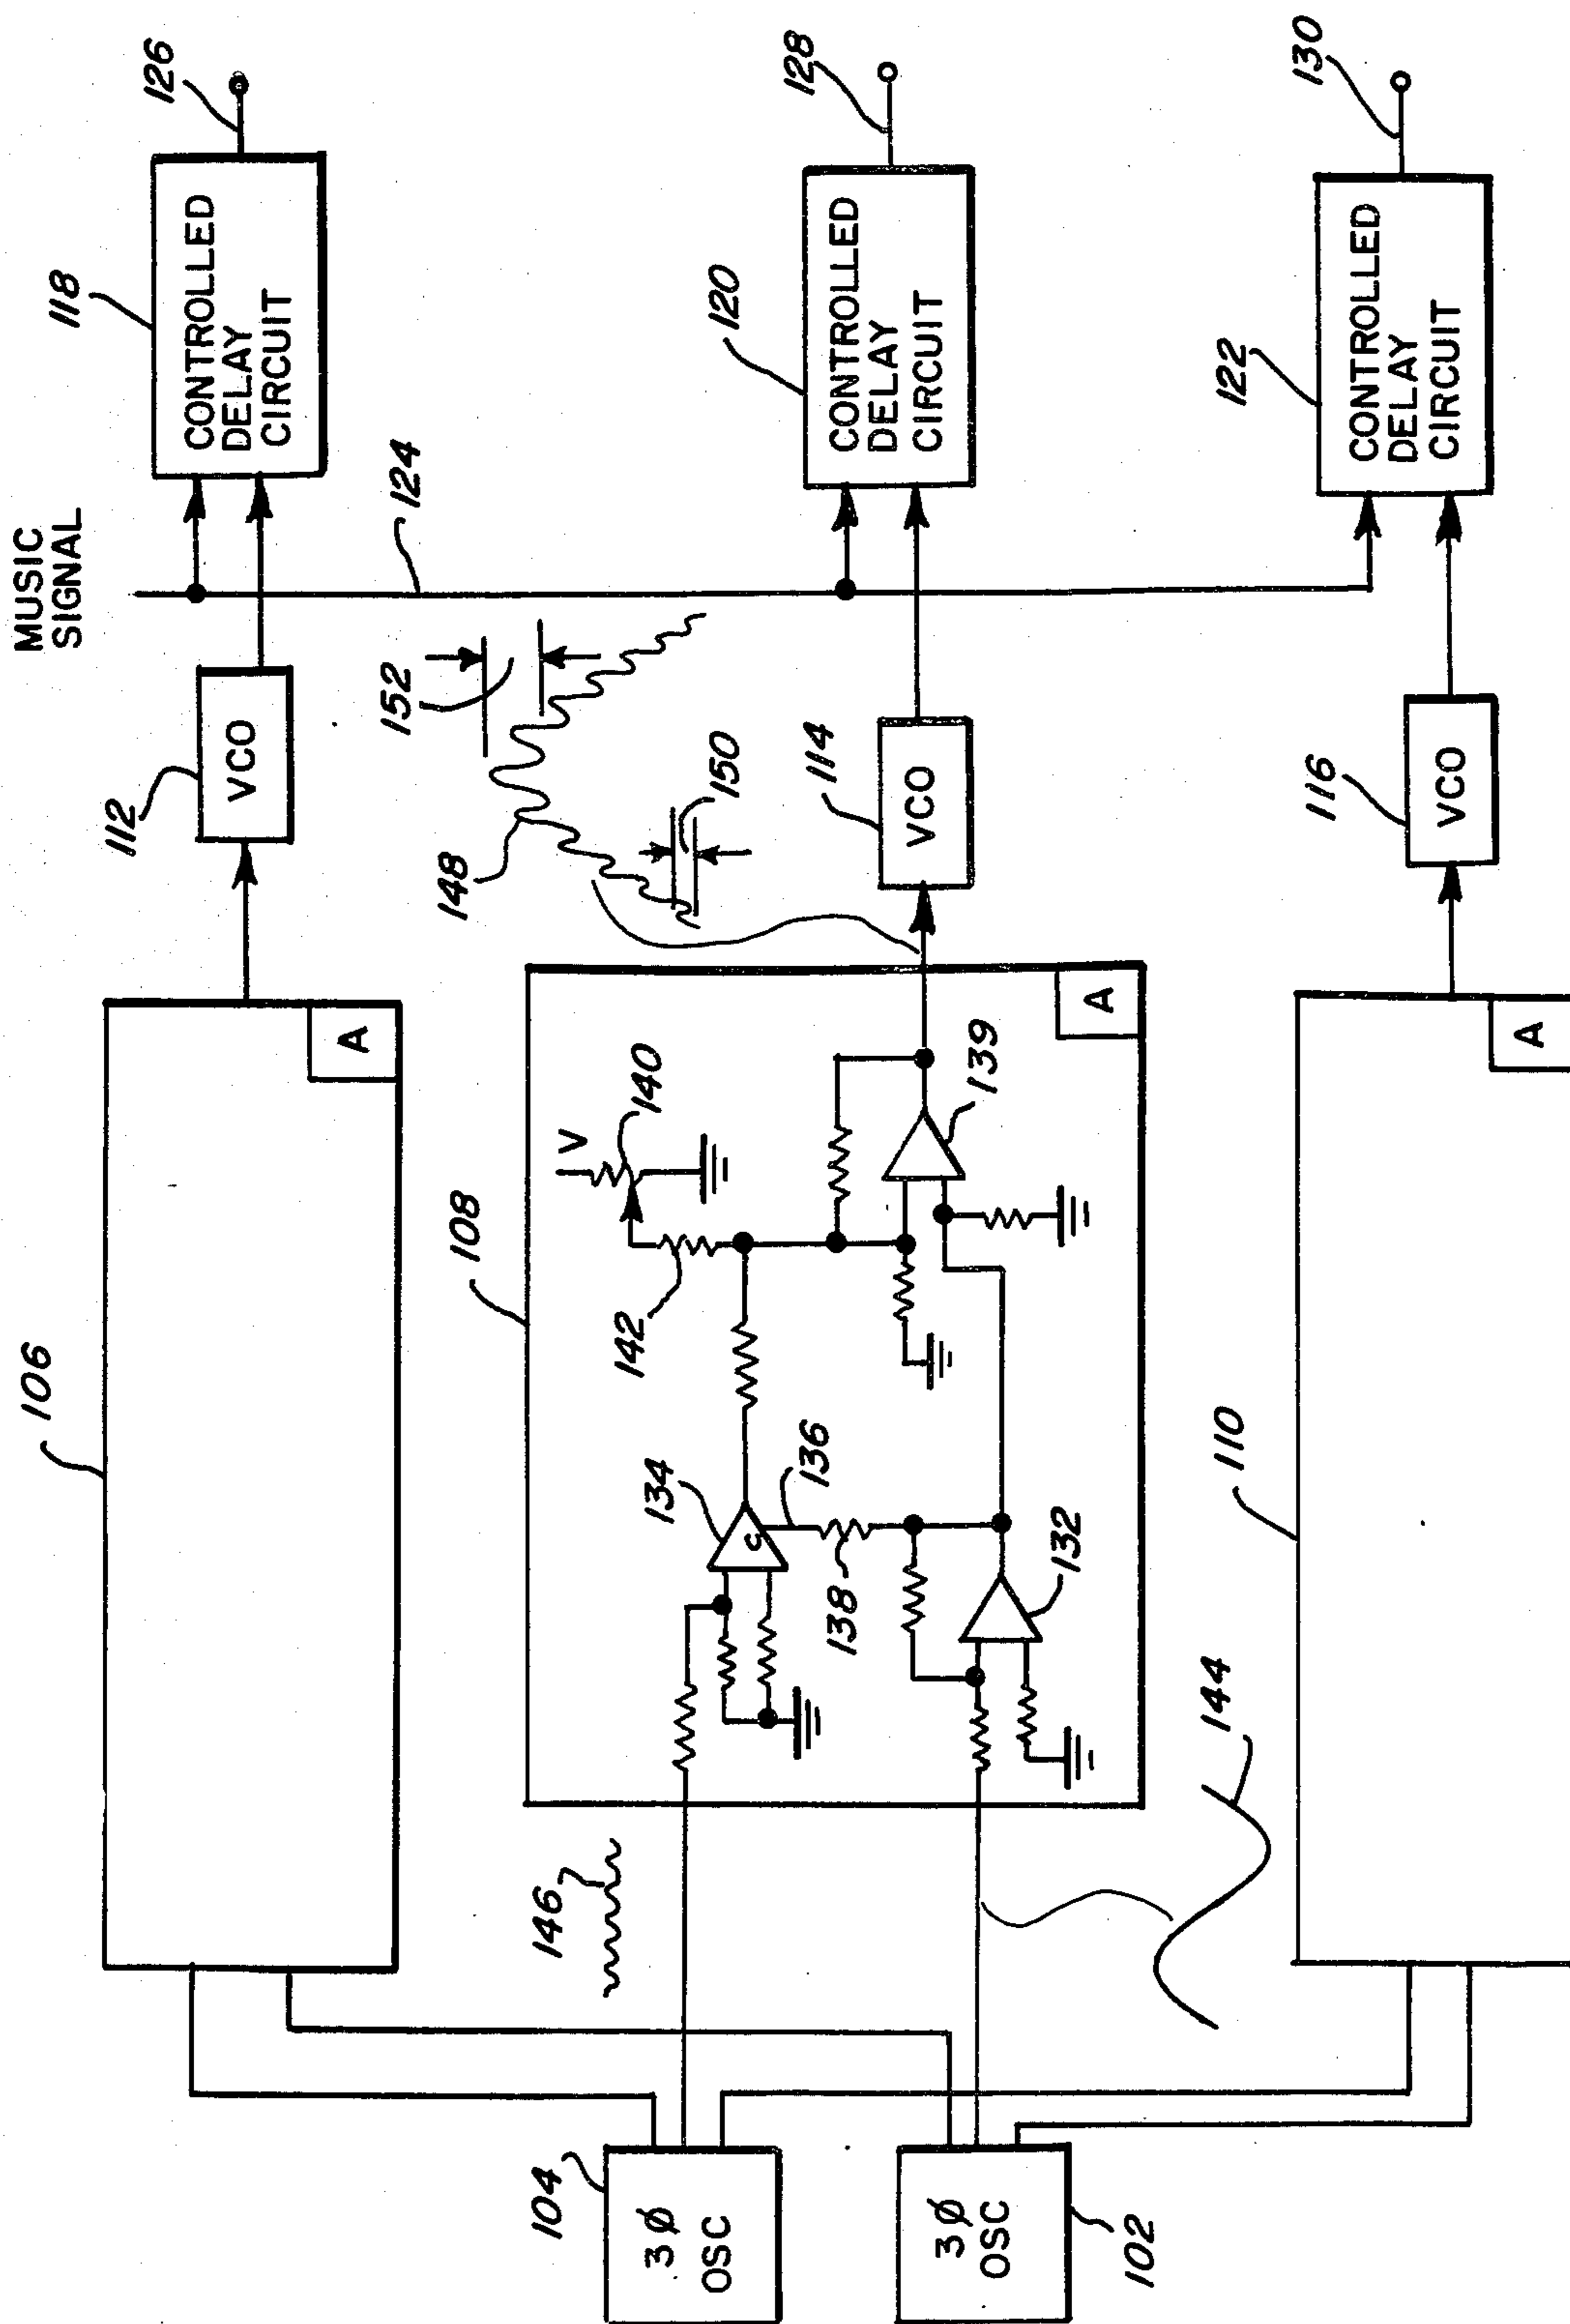 MUSIC
SIGNAL
118
126
CONTROLLED
DELAY
CIRCUIT
112
VCO
124
106
A
152
148
150
120
128
CONTROLLED
DELAY
CIRCUIT
114
VCO
108
V
140
142
134
C
136
138
132
139
A
146
104
3Ø
OSC
102
3Ø
OSC
144
110
A
116
VCO
122
130
CONTROLLED
DELAY
CIRCUIT